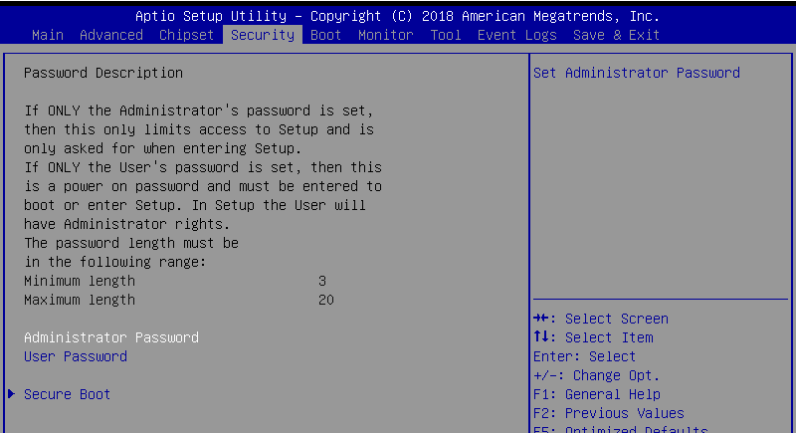 Aptio Setup Utility – Copyright (C) 2018 American Megatrends, Inc.
Main Advanced Chipset Security Boot Monitor Tool Event Logs Save & Exit
Password Description
If ONLY the Administrator's password is set,
then this only limits access to Setup and is
only asked for when entering Setup.
If ONLY the User's password is set, then this
is a power on password and must be entered to
boot or enter Setup. In Setup the User will
have Administrator rights.
The password length must be
in the following range:
Minimum length 3
Maximum length 20
Administrator Password
User Password
Secure Boot
Set Administrator Password
→←: Select Screen
↑↓: Select Item
Enter: Select
+/-: Change Opt.
F1: General Help
F2: Previous Values
F5: Optimized Defaults